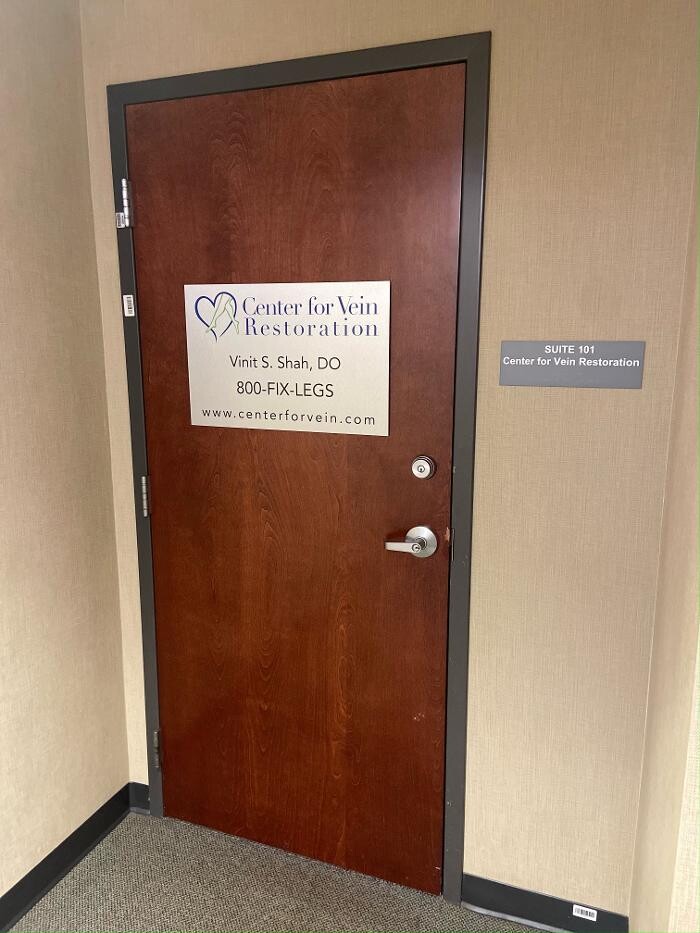 Center for Vein
Restoration
Vinit S. Shah, DO
800-FIX-LEGS
www.centerforvein.com
SUITE 101
Center for Vein Restoration